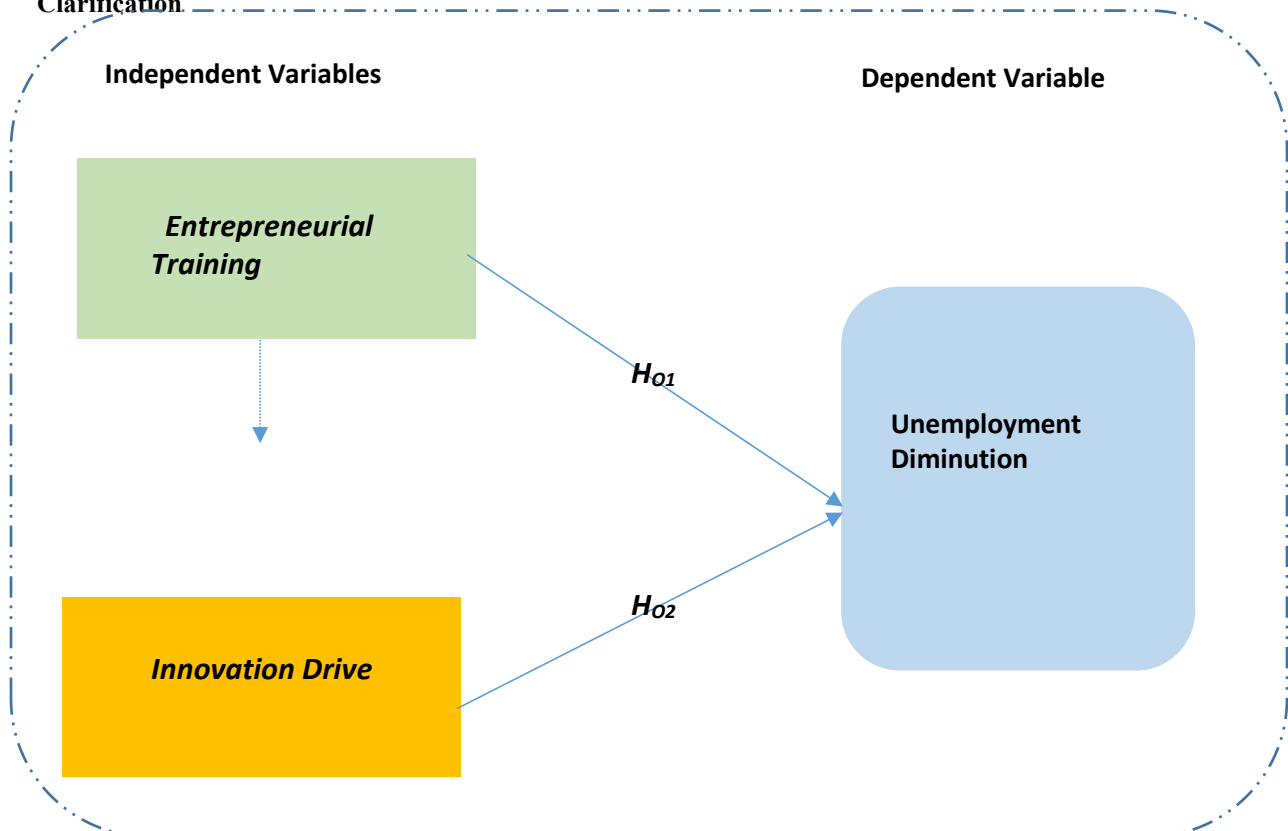 Clarification
Independent Variables
Dependent Variable
Entrepreneurial
Training
HO1
Unemployment
Diminution
HO2
Innovation Drive